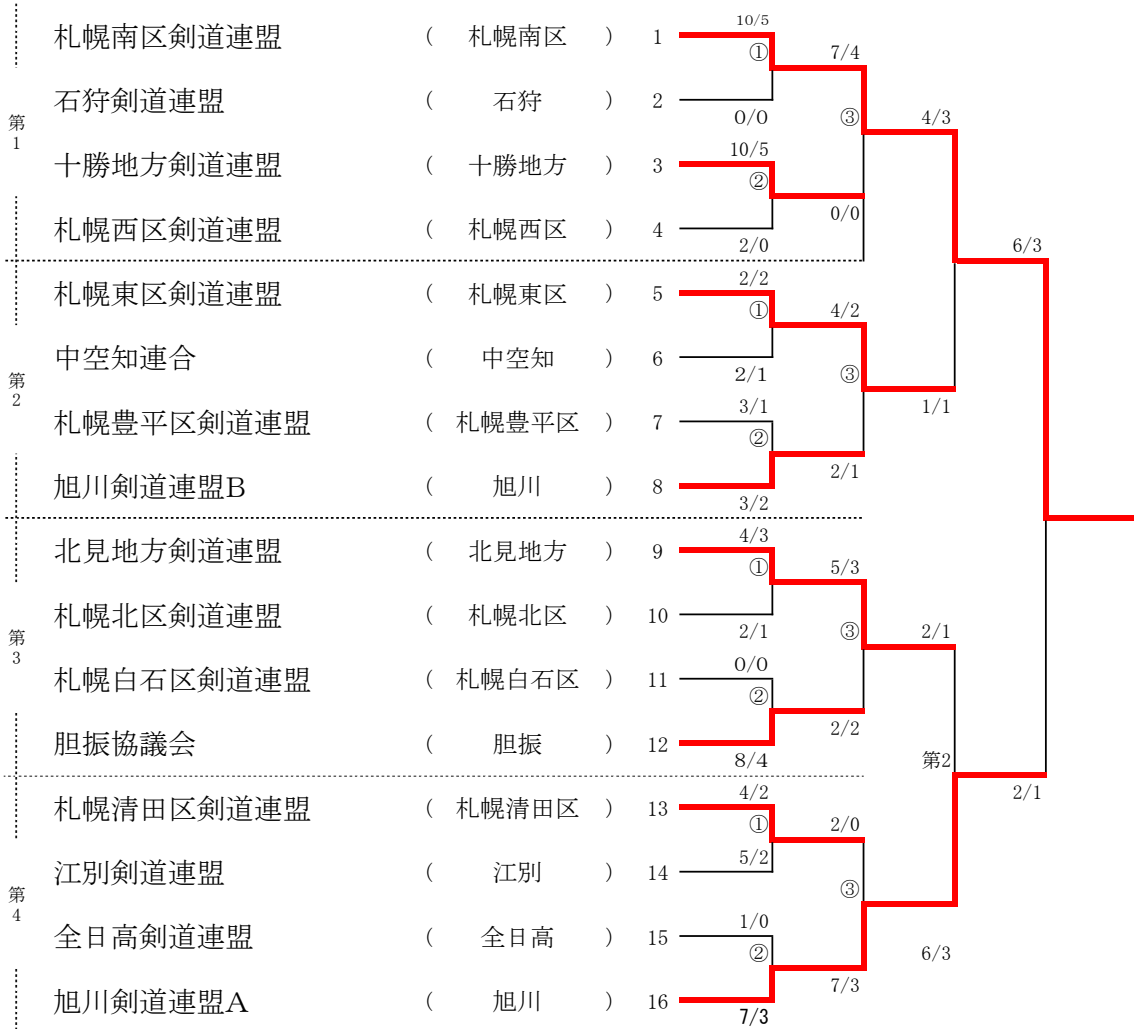 10/5
札幌南区剣道連盟 ( 札幌南区 ) 1
① 7/4
石狩剣道連盟 ( 石狩 ) 2
第1
0/0 ③ 4/3
10/5
十勝地方剣道連盟 ( 十勝地方 ) 3
②
0/0
札幌西区剣道連盟 ( 札幌西区 ) 4
2/0 6/3
2/2
札幌東区剣道連盟 ( 札幌東区 ) 5
① 4/2
中空知連合 ( 中空知 ) 6
第2
2/1 ③
3/1 1/1
札幌豊平区剣道連盟 ( 札幌豊平区 ) 7
②
2/1
旭川剣道連盟B ( 旭川 ) 8
3/2
4/3
北見地方剣道連盟 ( 北見地方 ) 9
① 5/3
札幌北区剣道連盟 ( 札幌北区 ) 10
第3
2/1 ③ 2/1
0/0
札幌白石区剣道連盟 ( 札幌白石区 ) 11
②
2/2
胆振協議会 ( 胆振 ) 12
8/4 第2
4/2 2/1
札幌清田区剣道連盟 ( 札幌清田区 ) 13
① 2/0
5/2
江別剣道連盟 ( 江別 ) 14
第4
③
1/0
全日高剣道連盟 ( 全日高 ) 15
② 6/3
7/3
旭川剣道連盟A ( 旭川 ) 16
7/3